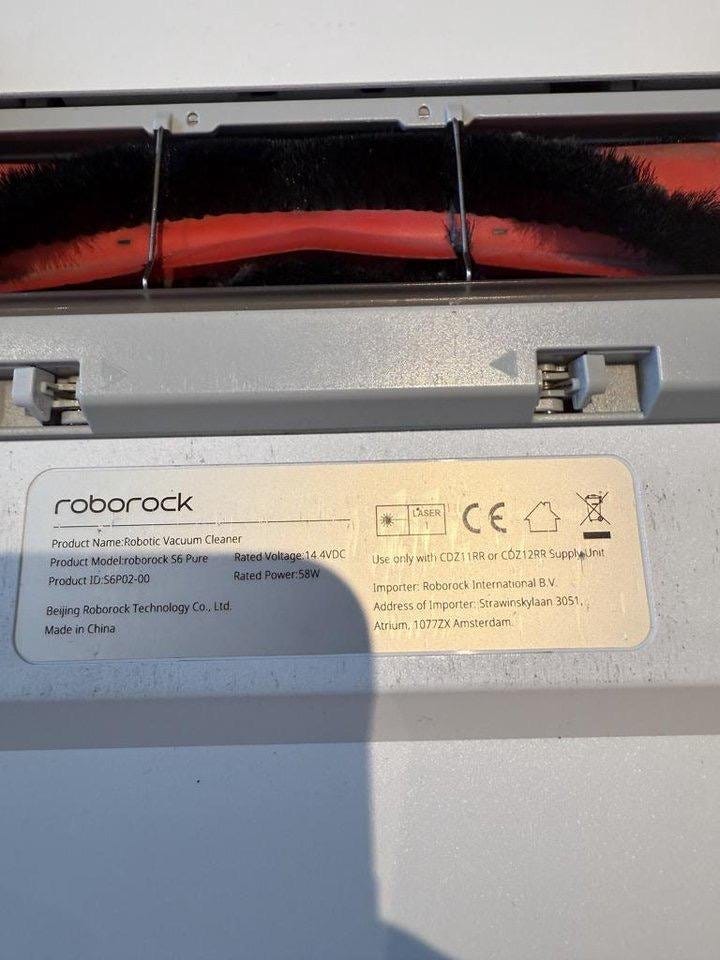 roborock
Product Name:Robotic Vacuum Cleaner
Product Model:roborock S6 Pure Rated Voltage:14.4VDC
Product ID:S6P02-00 Rated Power:58W
Beijing Roborock Technology Co., Ltd.
Made in China
LASER
1
CE
Use only with CDZ11RR or CDZ12RR Supply Unit
Importer: Roborock International B.V.
Address of Importer: Strawinskylaan 3051,
Atrium, 1077ZX Amsterdam